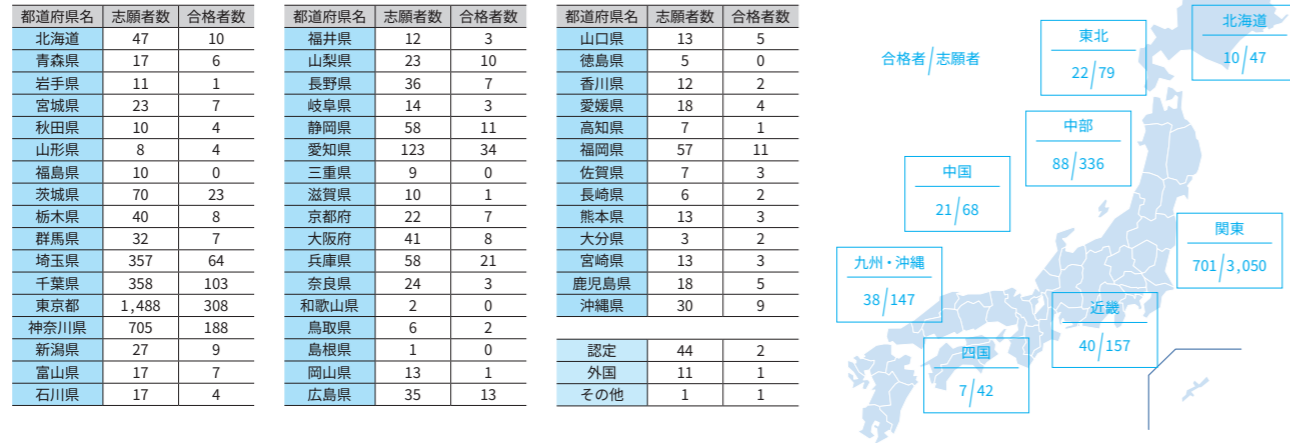 都道府県名 志願者数 合格者数
北海道 47 10
青森県 17 6
岩手県 11 1
宮城県 23 7
秋田県 10 4
山形県 8 4
福島県 10 0
茨城県 70 23
栃木県 40 8
群馬県 32 7
埼玉県 357 64
千葉県 358 103
東京都 1,488 308
神奈川県 705 188
新潟県 27 9
富山県 17 7
石川県 17 4
都道府県名 志願者数 合格者数
福井県 12 3
山梨県 23 10
長野県 36 7
岐阜県 14 3
静岡県 58 11
愛知県 123 34
三重県 9 0
滋賀県 10 1
京都府 22 7
大阪府 41 8
兵庫県 58 21
奈良県 24 3
和歌山県 2 0
鳥取県 6 2
島根県 1 0
岡山県 13 1
広島県 35 13
都道府県名 志願者数 合格者数
山口県 13 5
徳島県 5 0
香川県 12 2
愛媛県 18 4
高知県 7 1
福岡県 57 11
佐賀県 7 3
長崎県 6 2
熊本県 13 3
大分県 3 2
宮崎県 13 3
鹿児島県 18 5
沖縄県 30 9
認定 44 2
外国 11 1
その他 1 1
合格者/志願者
北海道
10/47
東北
22/79
中部
88/336
中国
21/68
関東
701/3,050
九州・沖縄
38/147
近畿
40/157
四国
7/42